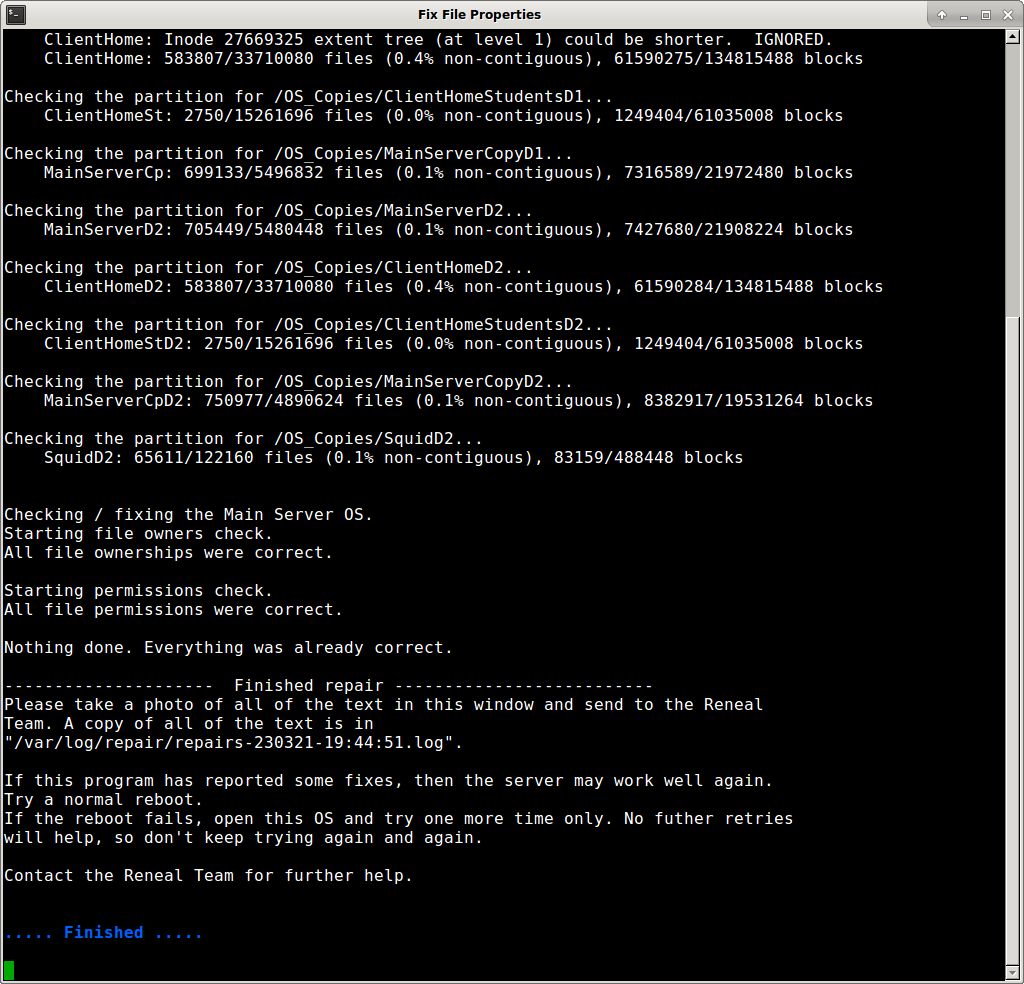 Fix File Properties
ClientHome: Inode 27669325 extent tree (at level 1) could be shorter.  IGNORED.
ClientHome: 583807/33710080 files (0.4% non-contiguous), 61590275/134815488 blocks
Checking the partition for /OS_Copies/ClientHomeStudentsD1...
ClientHomeSt: 2750/15261696 files (0.0% non-contiguous), 1249404/61035008 blocks
Checking the partition for /OS_Copies/MainServerCopyD1...
MainServerCp: 699133/5496832 files (0.1% non-contiguous), 7316589/21972480 blocks
Checking the partition for /OS_Copies/MainServerD2...
MainServerD2: 705449/5480448 files (0.1% non-contiguous), 7427680/21908224 blocks
Checking the partition for /OS_Copies/ClientHomeD2...
ClientHomeD2: 583807/33710080 files (0.4% non-contiguous), 61590284/134815488 blocks
Checking the partition for /OS_Copies/ClientHomeStudentsD2...
ClientHomeStD2: 2750/15261696 files (0.0% non-contiguous), 1249404/61035008 blocks
Checking the partition for /OS_Copies/MainServerCopyD2...
MainServerCpD2: 750977/4890624 files (0.1% non-contiguous), 8382917/19531264 blocks
Checking the partition for /OS_Copies/SquidD2...
SquidD2: 65611/122160 files (0.1% non-contiguous), 83159/488448 blocks
Checking / fixing the Main Server OS.
Starting file owners check.
All file ownerships were correct.
Starting permissions check.
All file permissions were correct.
Nothing done. Everything was already correct.
---------------------  Finished repair --------------------------
Please take a photo of all of the text in this window and send to the Reneal
Team. A copy of all of the text is in
"/var/log/repair/repairs-230321-19:44:51.log".
If this program has reported some fixes, then the server may work well again.
Try a normal reboot.
If the reboot fails, open this OS and try one more time only. No futher retries
will help, so don't keep trying again and again.
Contact the Reneal Team for further help.
..... Finished .....